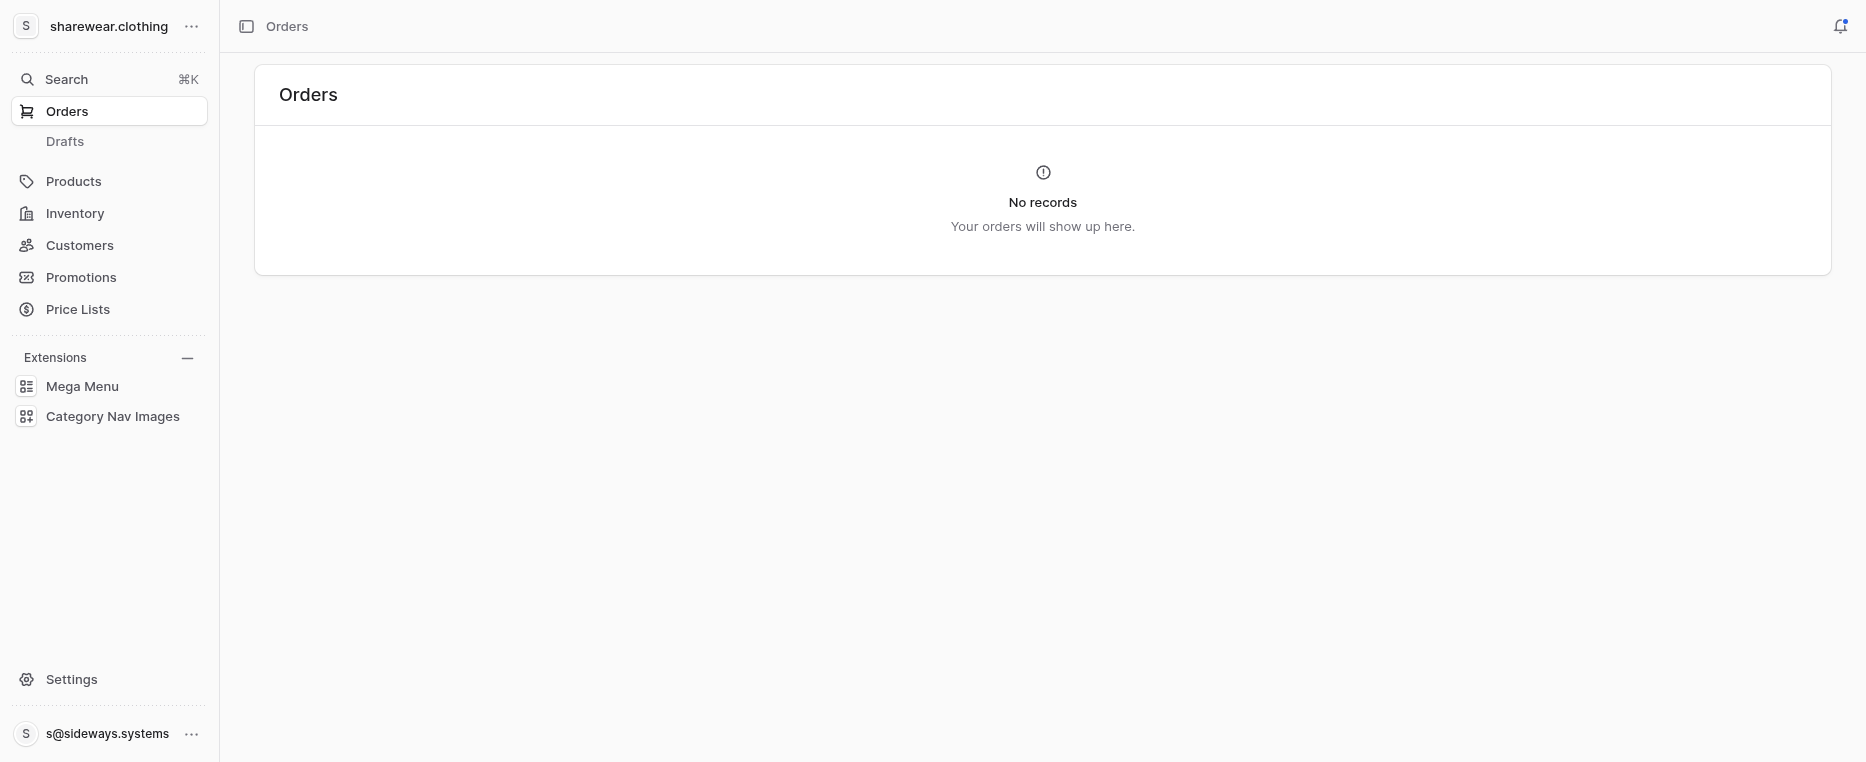 S
sharewear.clothing
Search ⌘K
Orders
Drafts
Products
Inventory
Customers
Promotions
Price Lists
Extensions
Mega Menu
Category Nav Images
Settings
S
s@sideways.systems
Orders
Orders
No records
Your orders will show up here.